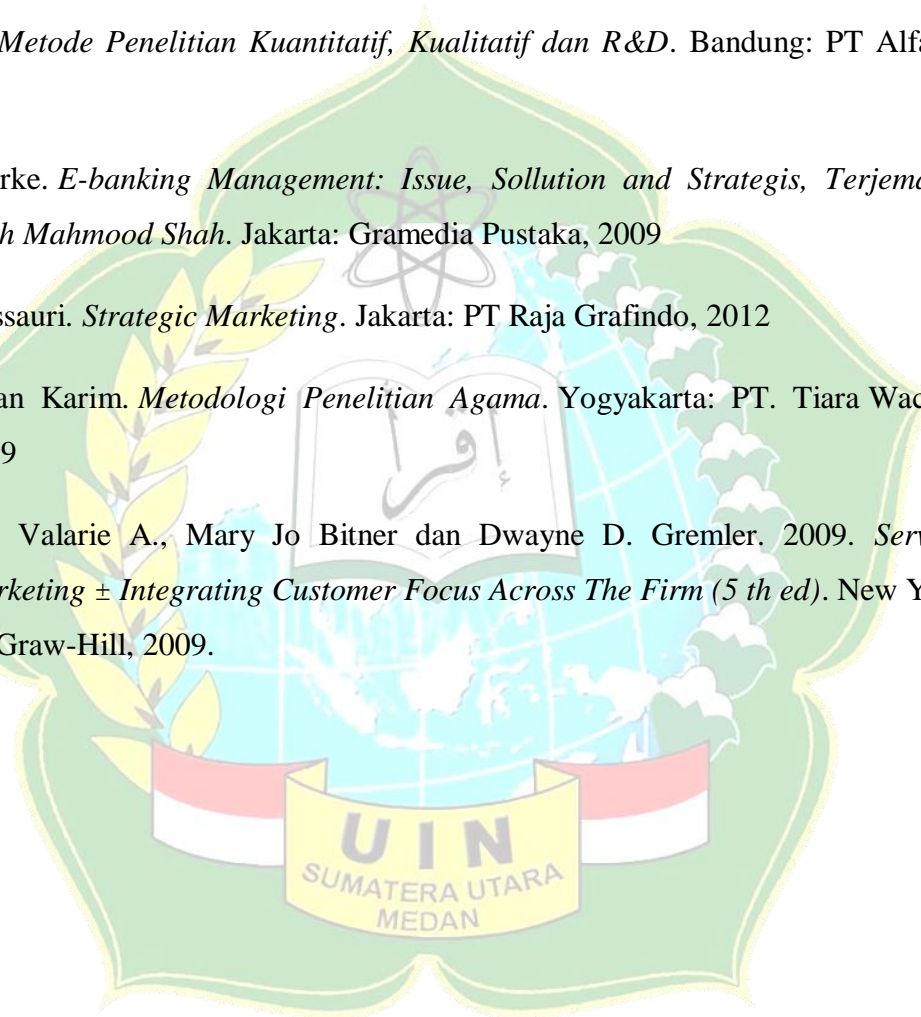 Metode Penelitian Kuantitatif, Kualitatif dan R&D. Bandung: PT Alfa
rke. E-banking Management: Issue, Sollution and Strategis, Terjema
h Mahmood Shah. Jakarta: Gramedia Pustaka, 2009
ssauri. Strategic Marketing. Jakarta: PT Raja Grafindo, 2012
an Karim. Metodologi Penelitian Agama. Yogyakarta: PT. Tiara Wac
9
إقرأ
Valarie A., Mary Jo Bitner dan Dwayne D. Gremler. 2009. Serv
rketing ± Integrating Customer Focus Across The Firm (5 th ed). New Y
Graw-Hill, 2009.
UIN
SUMATERA UTARA
MEDAN